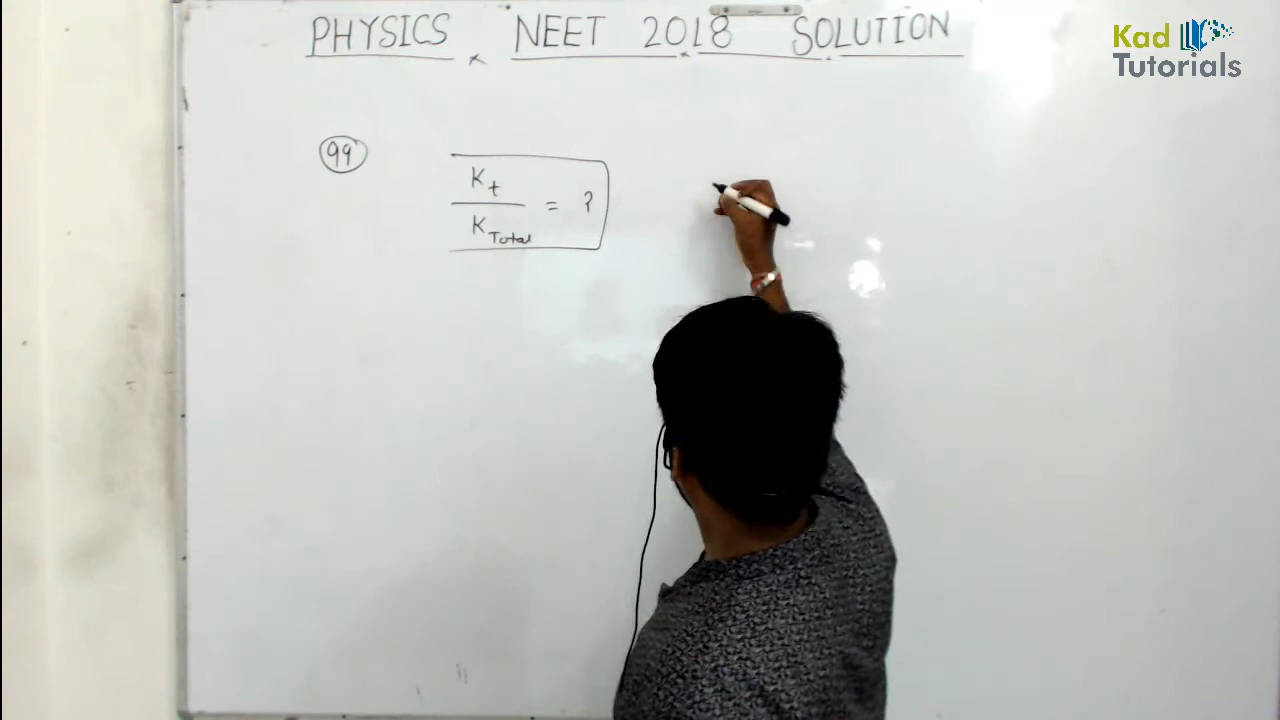 PHYSICS NEET 2018 SOLUTION
Kad
Tutorials
99
Kt
= ?
KTotal